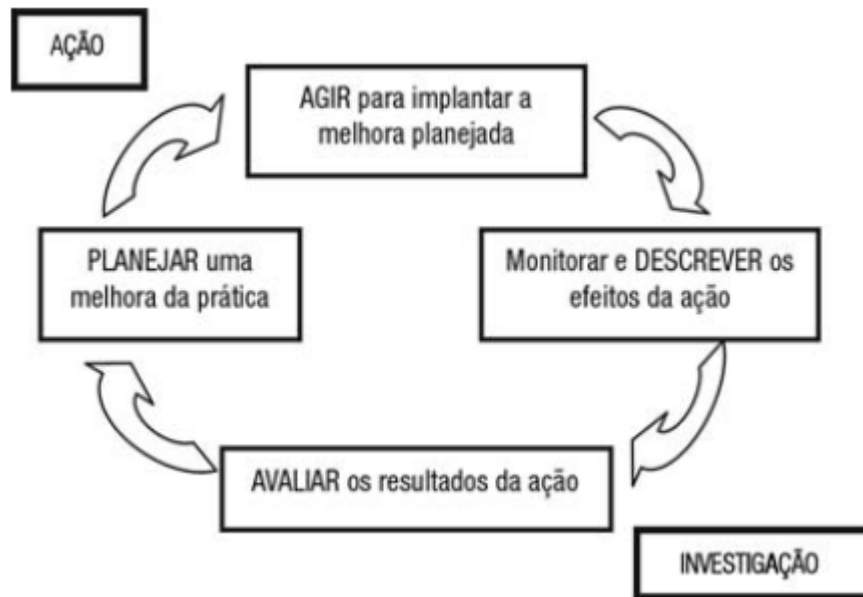 AÇÃO
AGIR para implantar a
melhora planejada
PLANEJAR uma
melhora da prática
Monitorar e DESCREVER os
efeitos da ação
AVALIAR os resultados da ação
INVESTIGAÇÃO